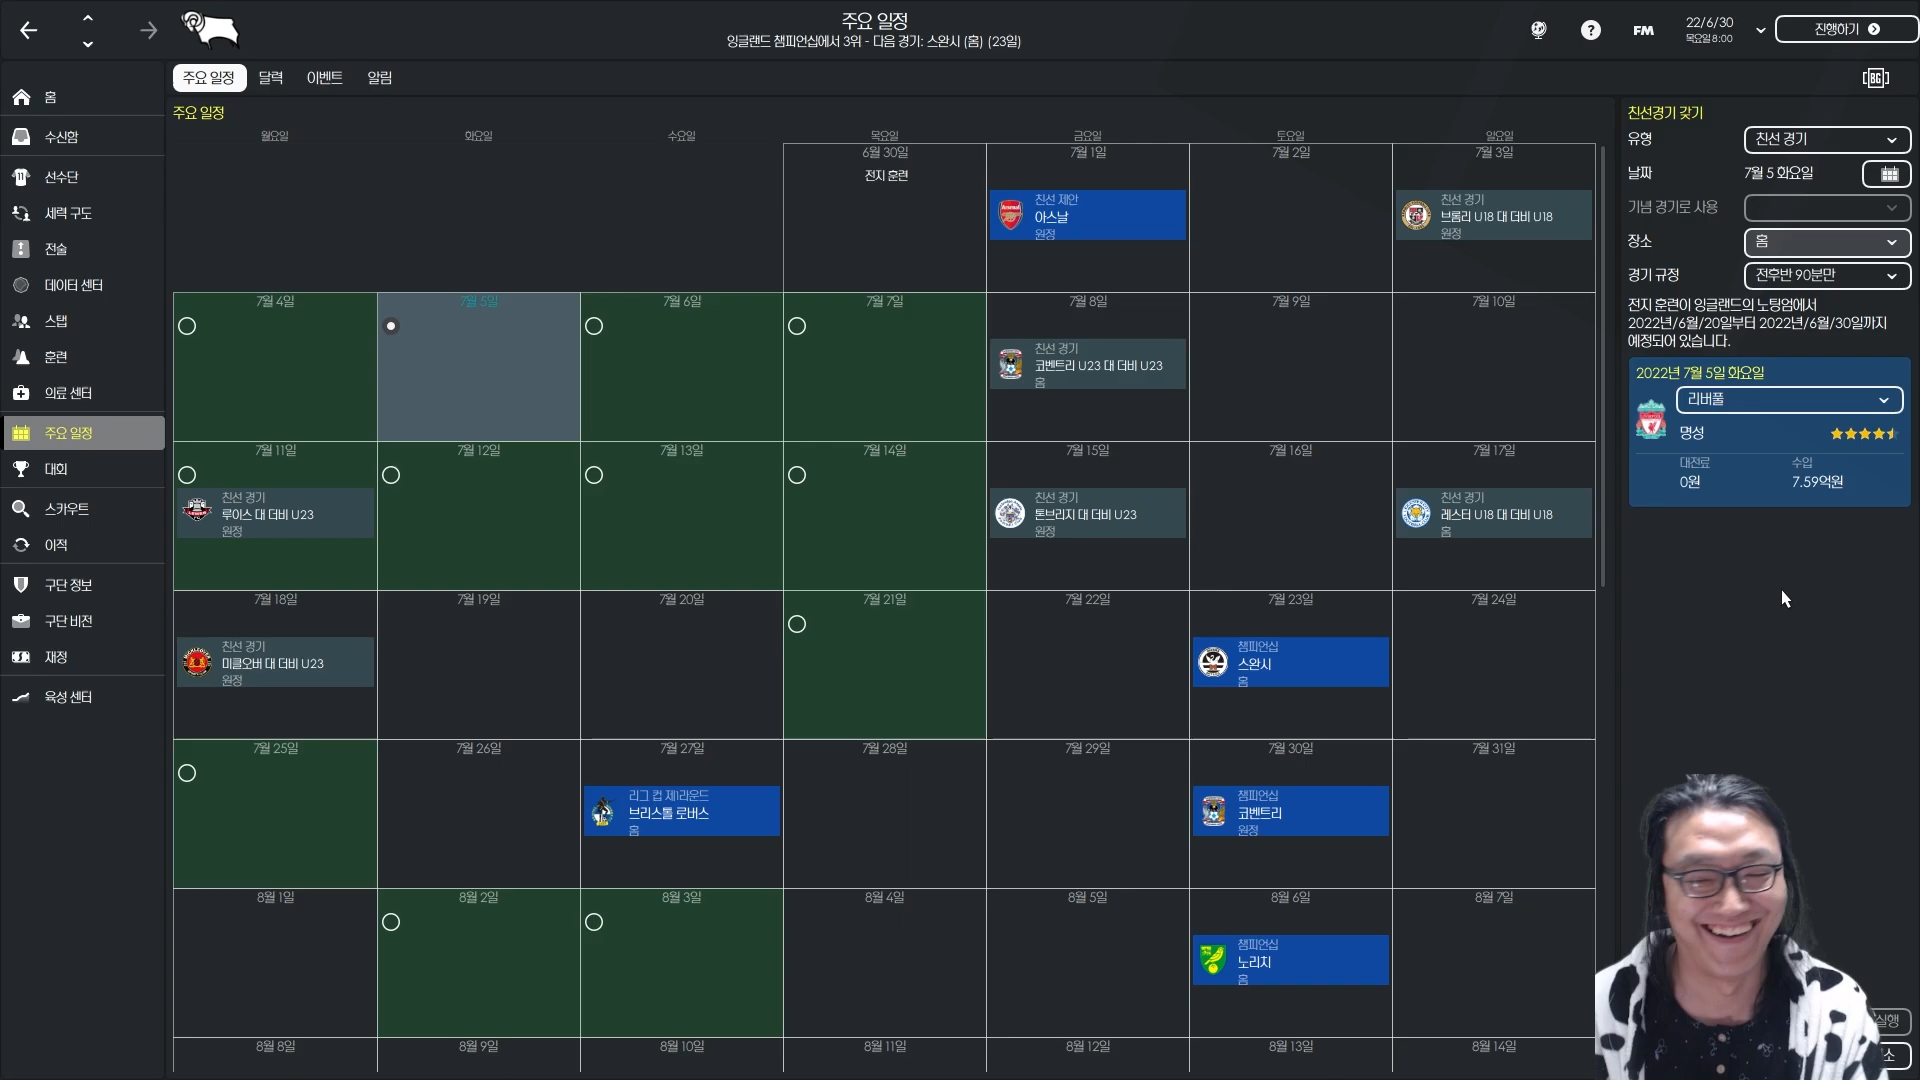 주요 일정
잉글랜드 챔피언십에서 3위 - 다음 경기: 스완시 (홈) (23일)
FM
22/6/30
목요일 8:00
진행하기
홈
수신함
선수단
세력 구도
전술
데이터 센터
스탭
훈련
의료 센터
주요 일정
대회
스카우트
이적
구단 정보
구단 비전
재정
육성 센터
주요 일정 달력 이벤트 알림
BG
주요 일정
월요일 화요일 수요일 목요일 금요일 토요일 일요일
6월 30일 7월 1일 7월 2일 7월 3일
전지 훈련
친선 제안
아스날
원정
친선 경기
브롬리 U18 대 더비 U18
원정
7월 4일 7월 5일 7월 6일 7월 7일 7월 8일 7월 9일 7월 10일
친선 경기
코벤트리 U23 대 더비 U23
홈
7월 11일 7월 12일 7월 13일 7월 14일 7월 15일 7월 16일 7월 17일
친선 경기
루이스 대 더비 U23
원정
친선 경기
톤브리지 대 더비 U23
원정
친선 경기
레스터 U18 대 더비 U18
홈
7월 18일 7월 19일 7월 20일 7월 21일 7월 22일 7월 23일 7월 24일
친선 경기
미클오버 대 더비 U23
원정
챔피언십
스완시
홈
7월 25일 7월 26일 7월 27일 7월 28일 7월 29일 7월 30일 7월 31일
리그 컵 제1라운드
브리스톨 로버스
홈
챔피언십
코벤트리
원정
8월 1일 8월 2일 8월 3일 8월 4일 8월 5일 8월 6일 8월 7일
챔피언십
노리치
홈
8월 8일 8월 9일 8월 10일 8월 11일 8월 12일 8월 13일 8월 14일
친선경기 갖기
유형 친선 경기
날짜 7월 5 화요일
기념 경기로 사용
장소 홈
경기 규정 전후반 90분만
전지 훈련이 잉글랜드의 노팅엄에서
2022년/6월/20일부터 2022년/6월/30일까지
예정되어 있습니다.
2022년 7월 5일 화요일
리버풀
명성
대전료 수입
0원 7.59억원
실행
소